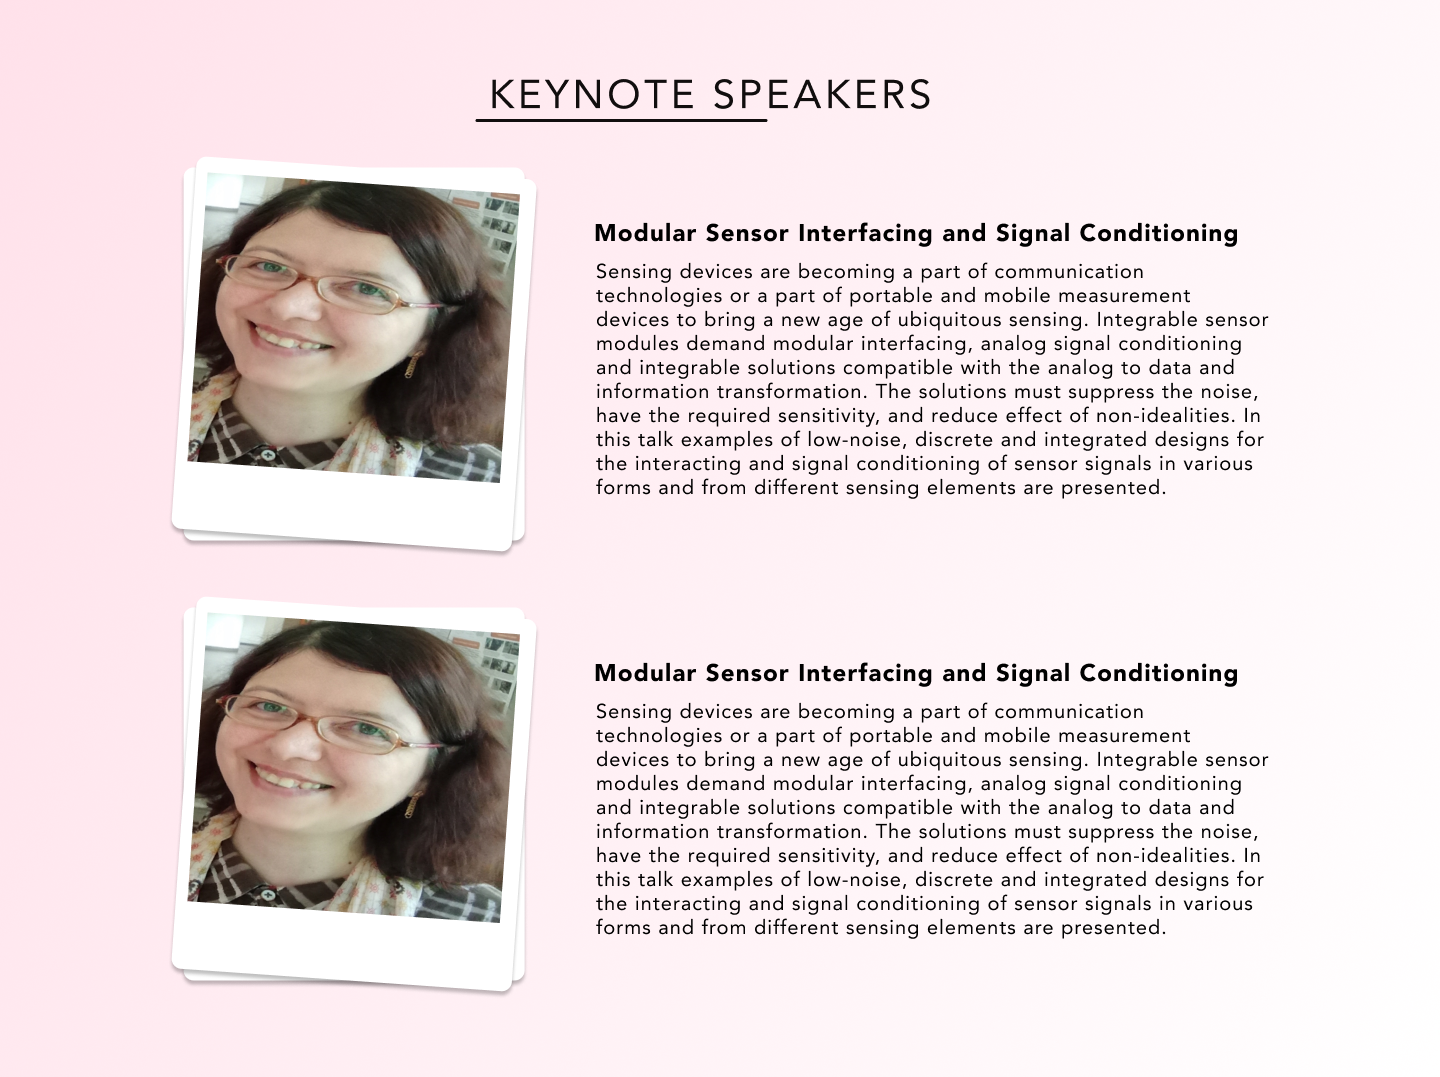 KEYNOTE SPEAKERS
Modular Sensor Interfacing and Signal Conditioning
Sensing devices are becoming a part of communication
technologies or a part of portable and mobile measurement
devices to bring a new age of ubiquitous sensing. Integrable sensor
modules demand modular interfacing, analog signal conditioning
and integrable solutions compatible with the analog to data and
information transformation. The solutions must suppress the noise,
have the required sensitivity, and reduce effect of non-idealities. In
this talk examples of low-noise, discrete and integrated designs for
the interacting and signal conditioning of sensor signals in various
forms and from different sensing elements are presented.
Modular Sensor Interfacing and Signal Conditioning
Sensing devices are becoming a part of communication
technologies or a part of portable and mobile measurement
devices to bring a new age of ubiquitous sensing. Integrable sensor
modules demand modular interfacing, analog signal conditioning
and integrable solutions compatible with the analog to data and
information transformation. The solutions must suppress the noise,
have the required sensitivity, and reduce effect of non-idealities. In
this talk examples of low-noise, discrete and integrated designs for
the interacting and signal conditioning of sensor signals in various
forms and from different sensing elements are presented.